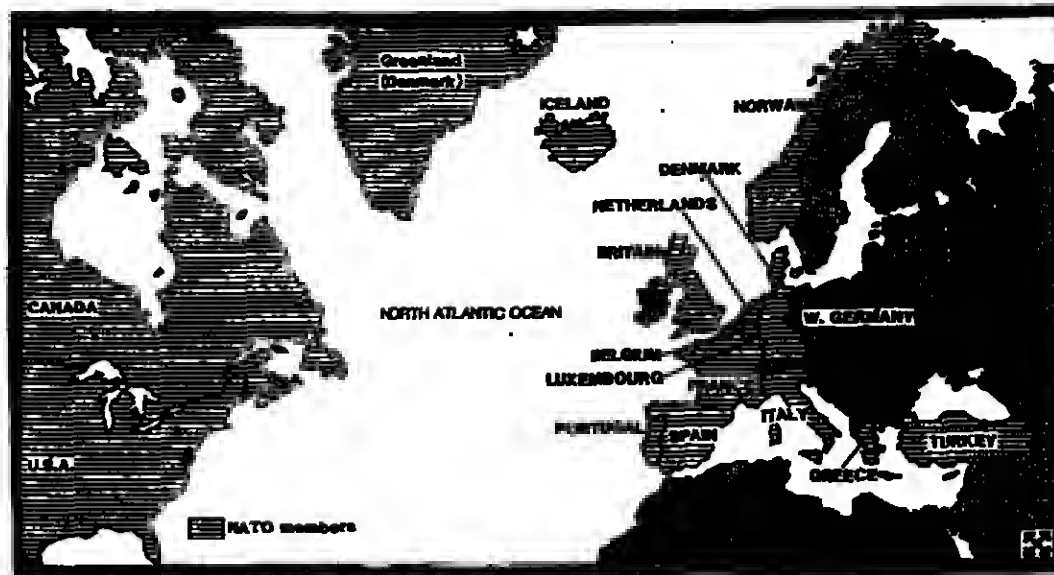 Greenland
(Denmark)
ICELAND
NORWAY
DENMARK
NETHERLANDS
BRITAIN
CANADA
NORTH ATLANTIC OCEAN
W. GERMANY
BELGIUM
LUXEMBOURG
FRANCE
ITALY
PORTUGAL
SPAIN
TURKEY
GREECE
U.S.A.
NATO members